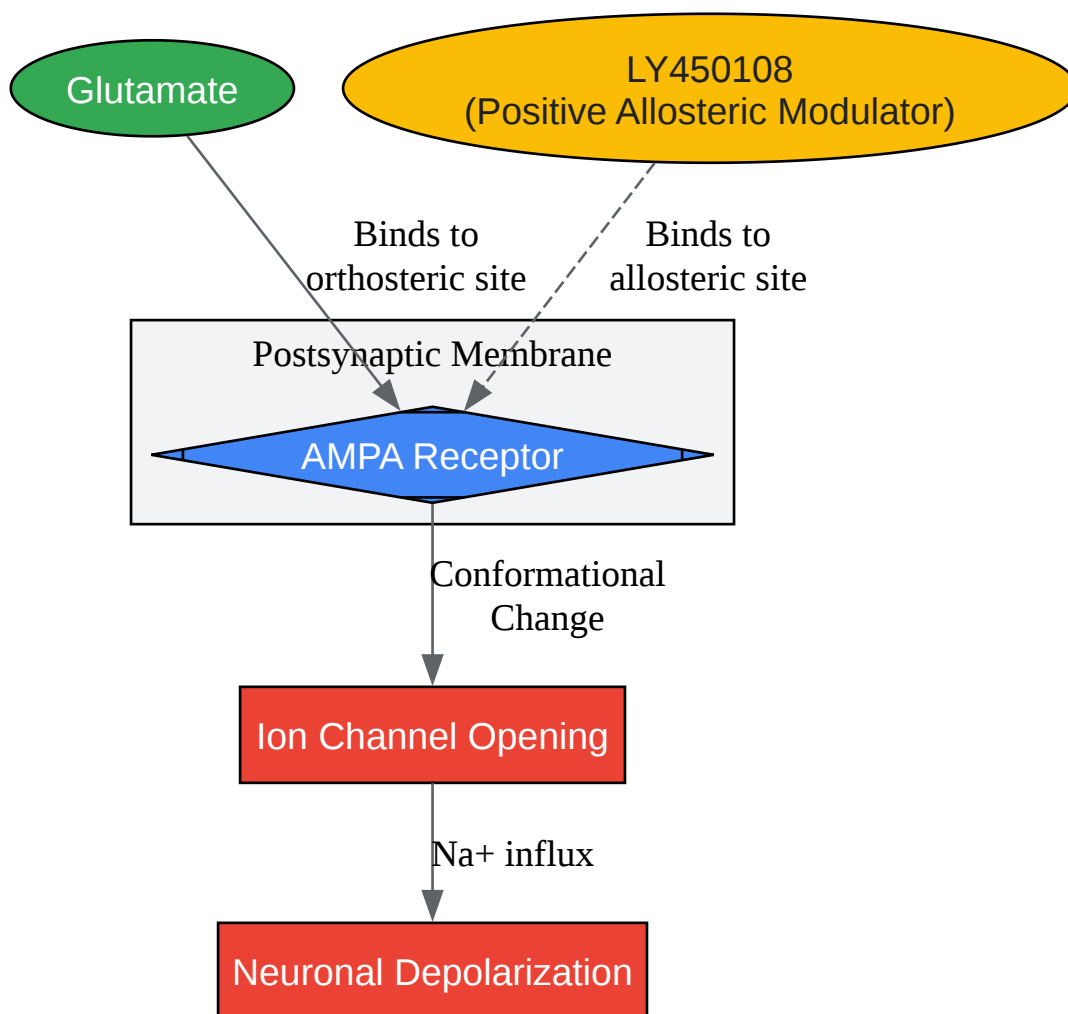 Glutamate
LY450108
(Positive Allosteric Modulator)
Binds to
orthosteric site
Binds to
allosteric site
Postsynaptic Membrane
AMPA Receptor
Conformational
Change
Ion Channel Opening
Na+ influx
Neuronal Depolarization